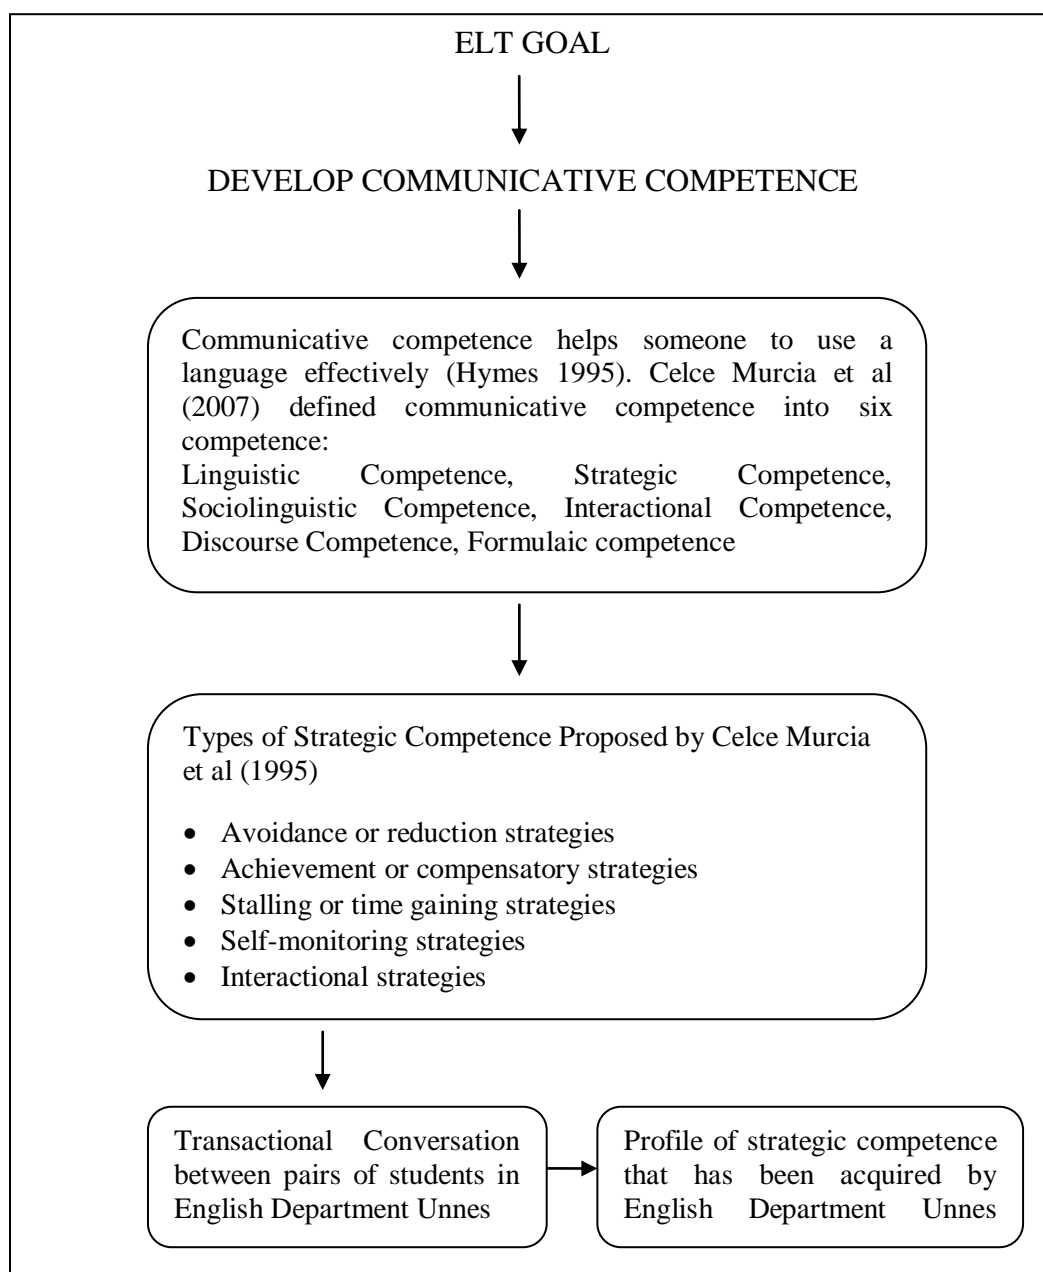 ELT GOAL
DEVELOP COMMUNICATIVE COMPETENCE
Communicative competence helps someone to use a
language effectively (Hymes 1995). Celce Murcia et al
(2007) defined communicative competence into six
competence:
Linguistic Competence, Strategic Competence,
Sociolinguistic Competence, Interactional Competence,
Discourse Competence, Formulaic competence
Types of Strategic Competence Proposed by Celce Murcia
et al (1995)
• Avoidance or reduction strategies
• Achievement or compensatory strategies
• Stalling or time gaining strategies
• Self-monitoring strategies
• Interactional strategies
Transactional Conversation
between pairs of students in
English Department Unnes
Profile of strategic competence
that has been acquired by
English Department Unnes